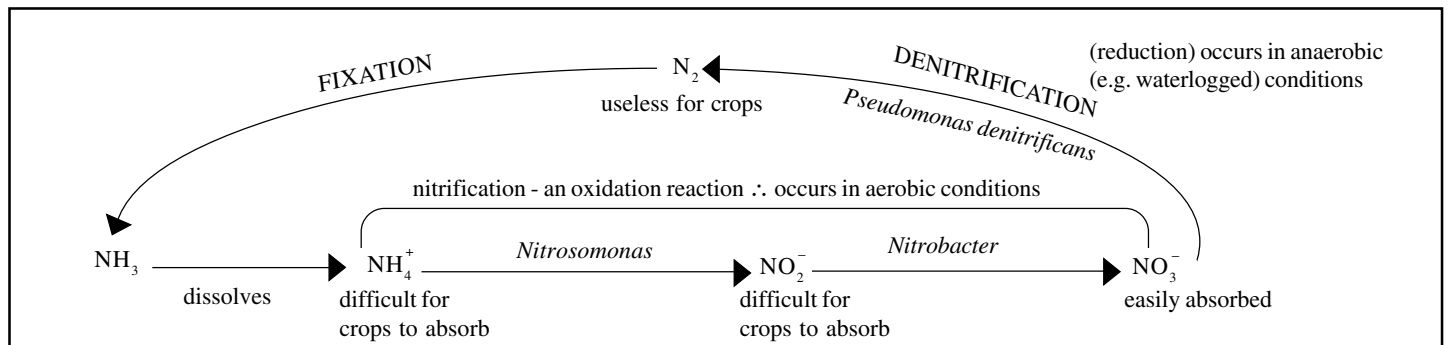 FIXATION
N₂
useless for crops
DENITRIFICATION
Pseudomonas denitrificans
(reduction) occurs in anaerobic
(e.g. waterlogged) conditions
nitrification - an oxidation reaction ∴ occurs in aerobic conditions
NH₃
dissolves
NH₄⁺
difficult for
crops to absorb
Nitrosomonas
NO₂⁻
difficult for
crops to absorb
Nitrobacter
NO₃⁻
easily absorbed